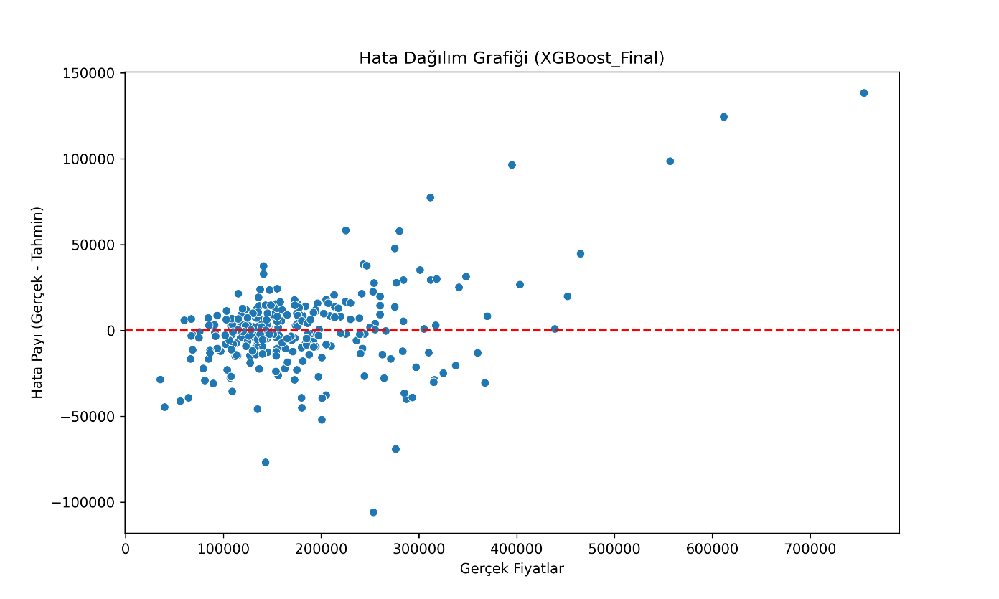 Hata Dağılım Grafiği (XGBoost_Final)
150000
100000
50000
0
−50000
−100000
Hata Payı (Gerçek - Tahmin)
0 100000 200000 300000 400000 500000 600000 700000
Gerçek Fiyatlar